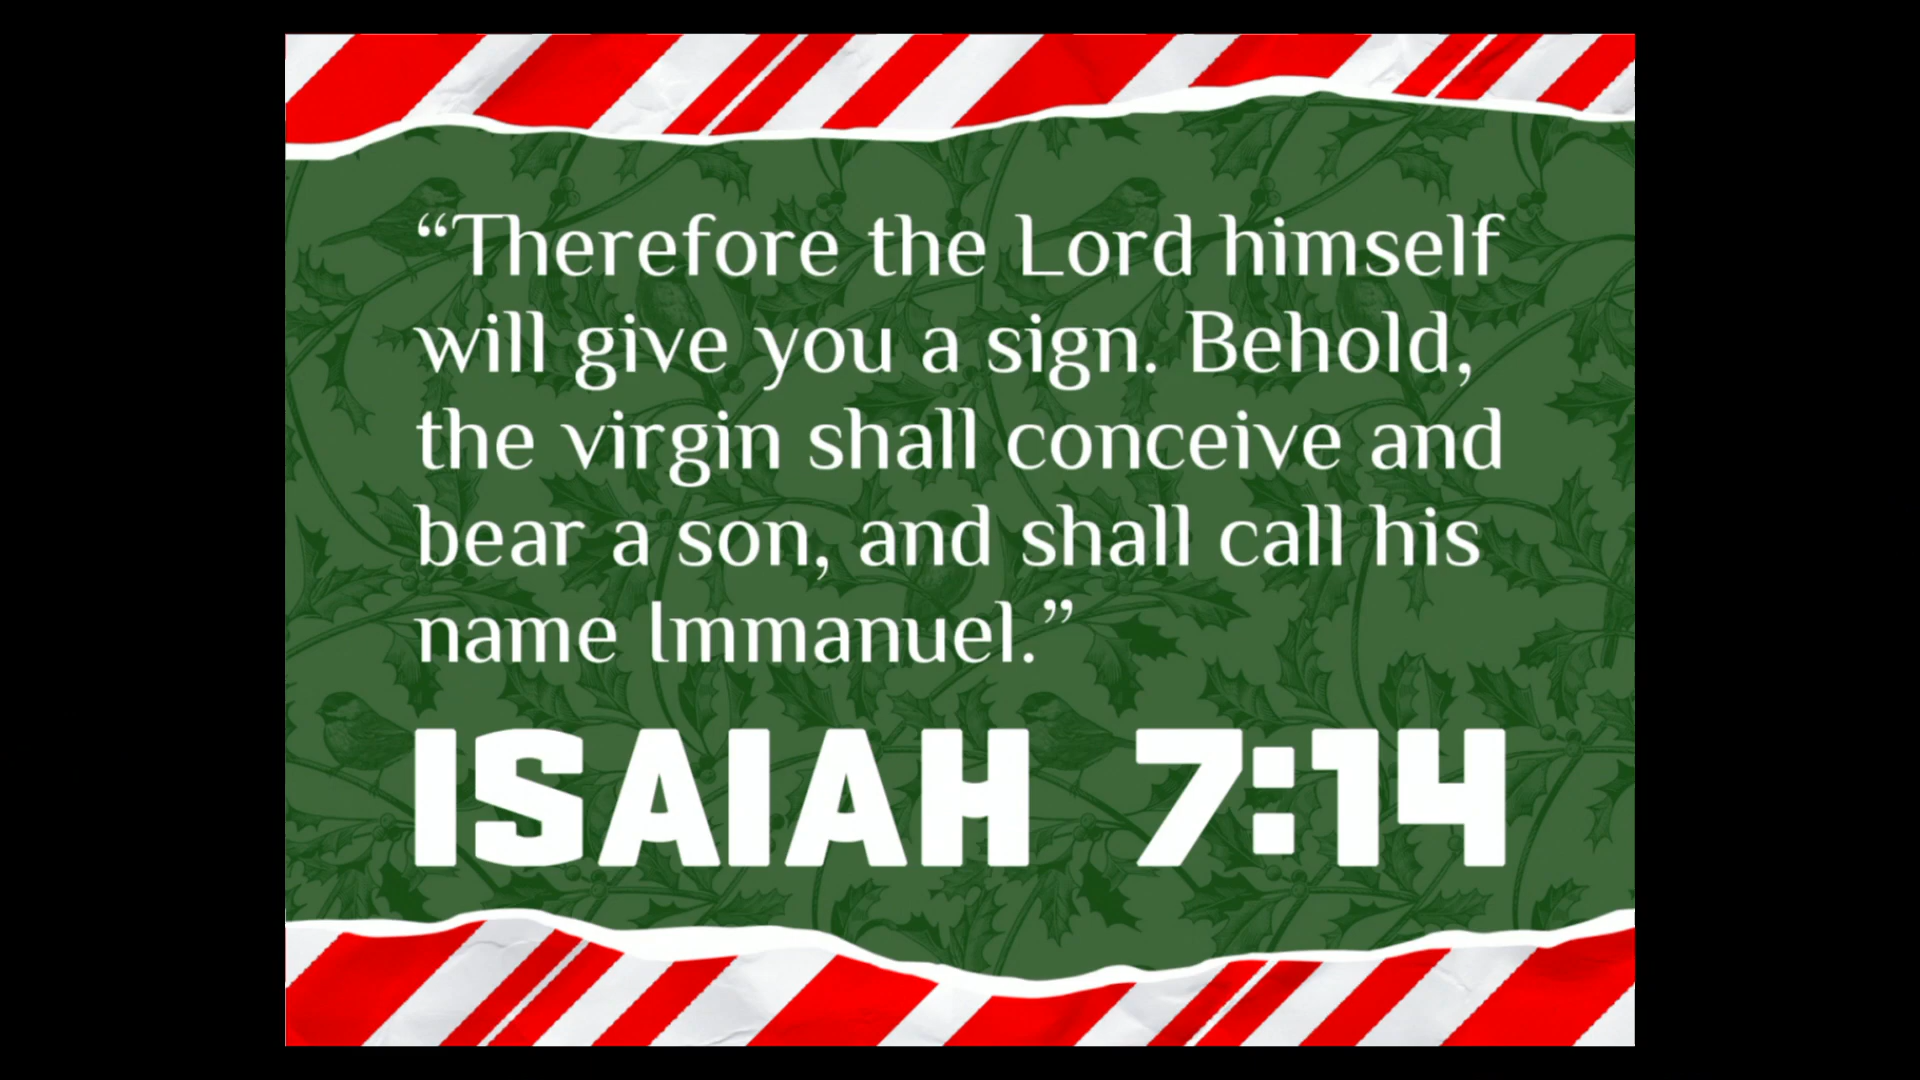 “Therefore the Lord himself
will give you a sign. Behold,
the virgin shall conceive and
bear a son, and shall call his
name Immanuel.”
ISAIAH 7:14